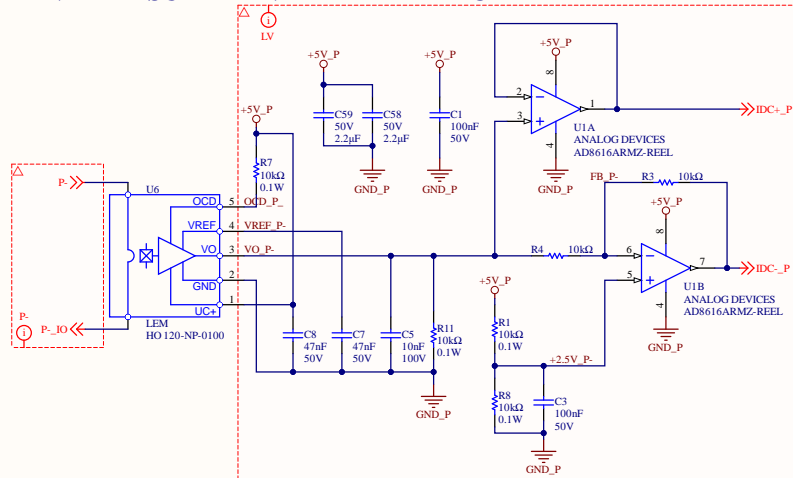 LV
+5V_P
+5V_P
+5V_P
C59
50V
2.2µF
C58
50V
2.2µF
C1
100nF
50V
GND_P
GND_P
8
2
3
1
4
IDC+_P
U1A
ANALOG DEVICES
AD8616ARMZ-REEL
GND_P
+5V_P
R7
10kΩ
0.1W
P-
U6
OCD
5
OCD_P_
VREF
4
VREF_P-
VO
3
VO_P-
GND
2
UC+
1
P-_IO
P-
LEM
HO 120-NP-0100
C8
47nF
50V
C7
47nF
50V
C5
10nF
100V
R11
10kΩ
0.1W
GND_P
FB_P-
R3
10kΩ
+5V_P
R4
10kΩ
8
6
5
7
4
IDC-_P
U1B
ANALOG DEVICES
AD8616ARMZ-REEL
GND_P
+5V_P
R1
10kΩ
0.1W
+2.5V_P-
R8
10kΩ
0.1W
C3
100nF
50V
GND_P